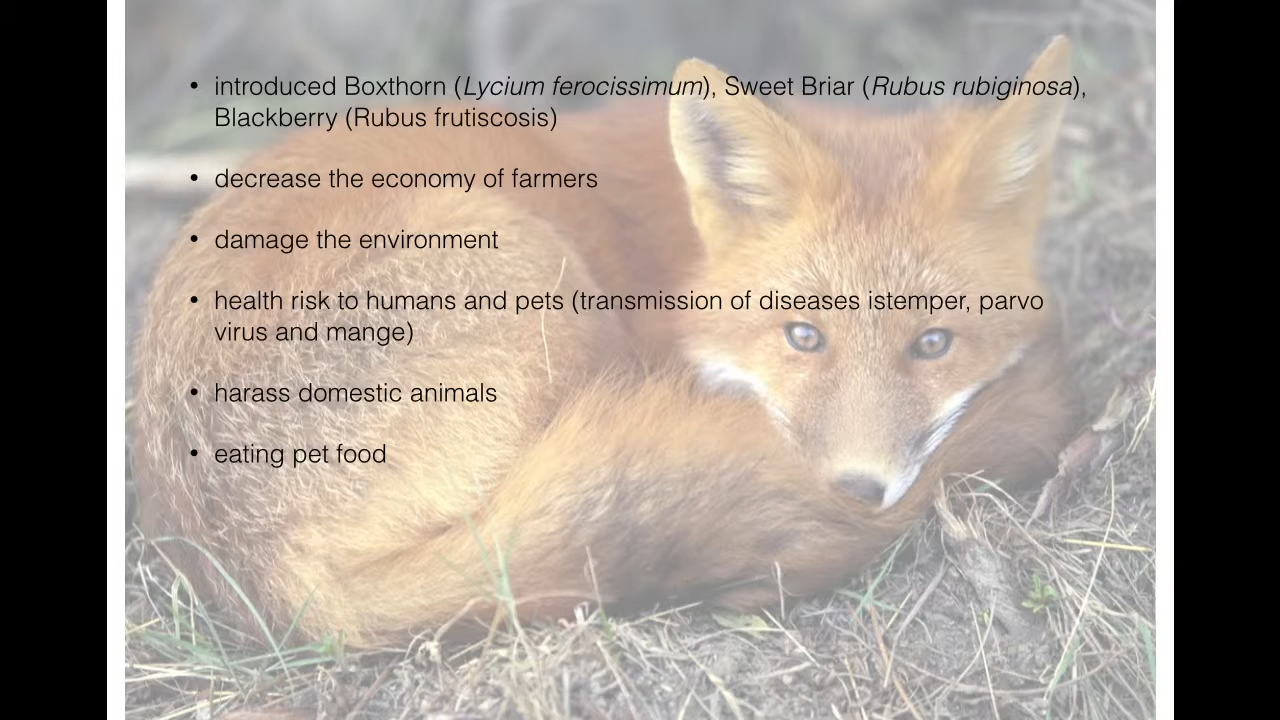 • introduced Boxthorn (Lycium ferocissimum), Sweet Briar (Rubus rubiginosa),
Blackberry (Rubus frutiscosis)
• decrease the economy of farmers
• damage the environment
• health risk to humans and pets (transmission of diseases istemper, parvo
virus and mange)
• harass domestic animals
• eating pet food